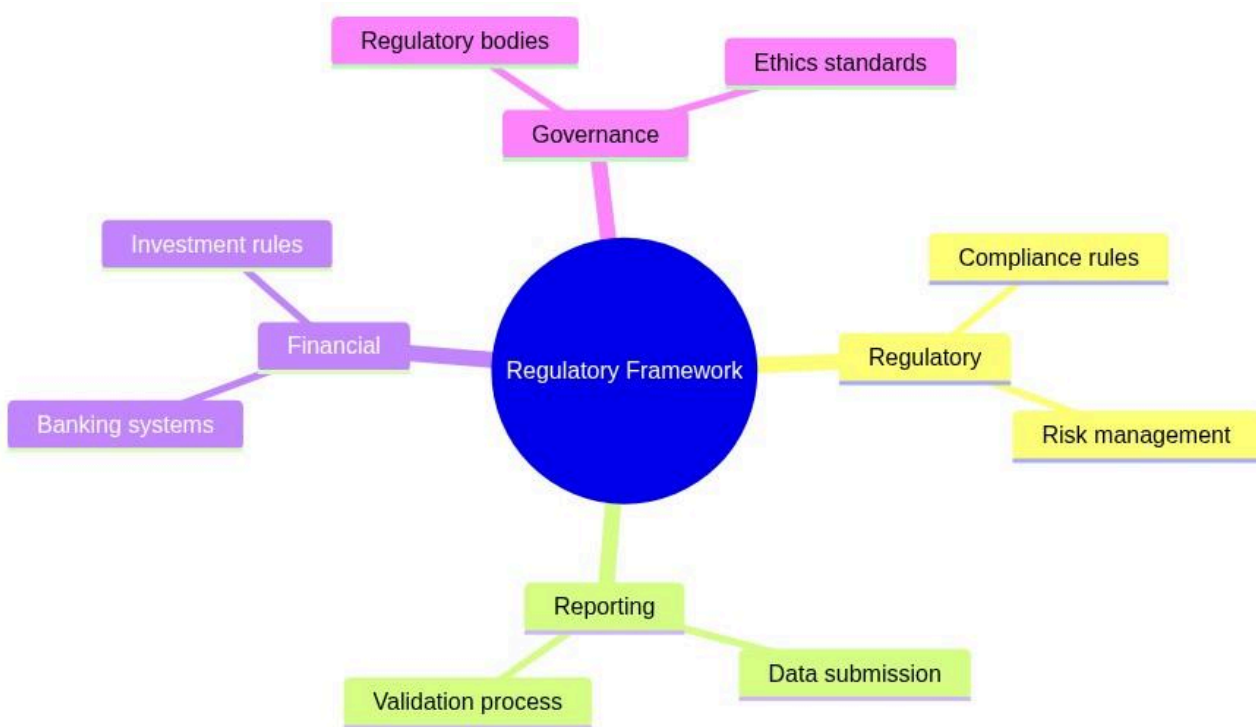 Regulatory bodies
Ethics standards
Governance
Investment rules
Compliance rules
Financial
Regulatory
Regulatory Framework
Banking systems
Risk management
Reporting
Data submission
Validation process